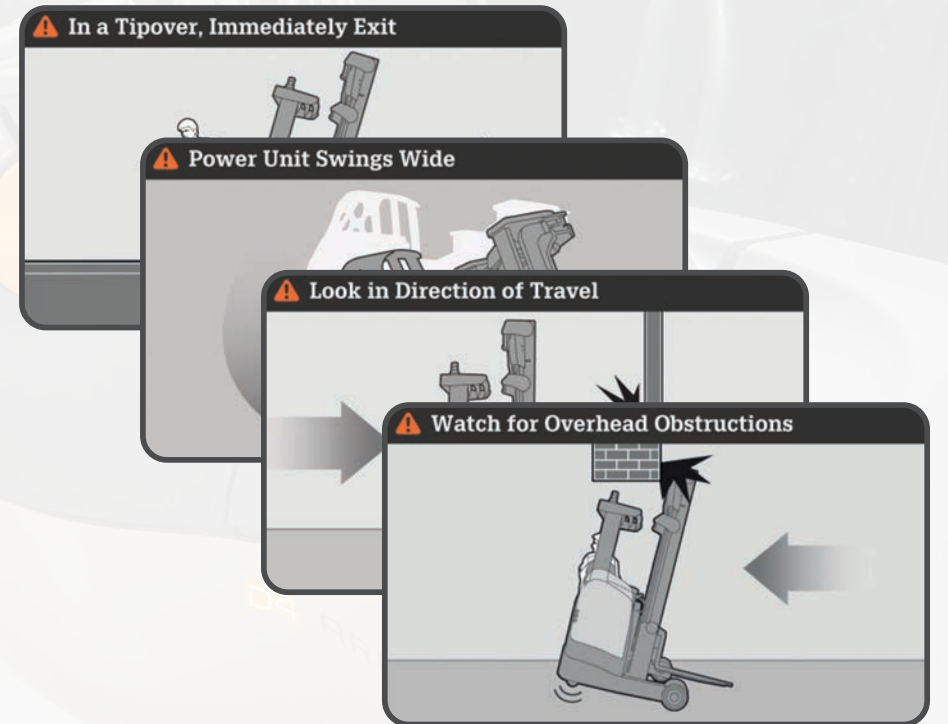 In a Tipover, Immediately Exit
Power Unit Swings Wide
Look in Direction of Travel
Watch for Overhead Obstructions